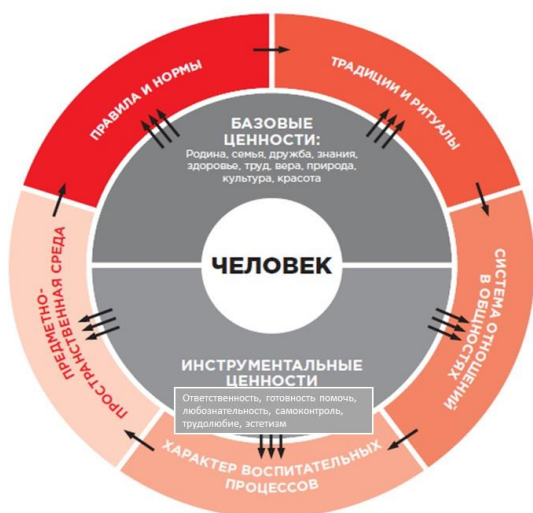 ПРАВИЛА И НОРМЫ
ТРАДИЦИИ И РИТУАЛЫ
БАЗОВЫЕ
ЦЕННОСТИ:
Родина, семья, дружба, знания,
здоровье, труд, вера, природа,
культура, красота
ЧЕЛОВЕК
ПРЕДМЕТНО-
ПРОСТРАНСТВЕННАЯ СРЕДА
СИСТЕМА ОТНОШЕНИЙ
В ОБЩНОСТЯХ
ИНСТРУМЕНТАЛЬНЫЕ
ЦЕННОСТИ
Ответственность, готовность помочь,
любознательность, самоконтроль,
трудолюбие, эстетизм
ХАРАКТЕР ВОСПИТАТЕЛЬНЫХ
ПРОЦЕССОВ